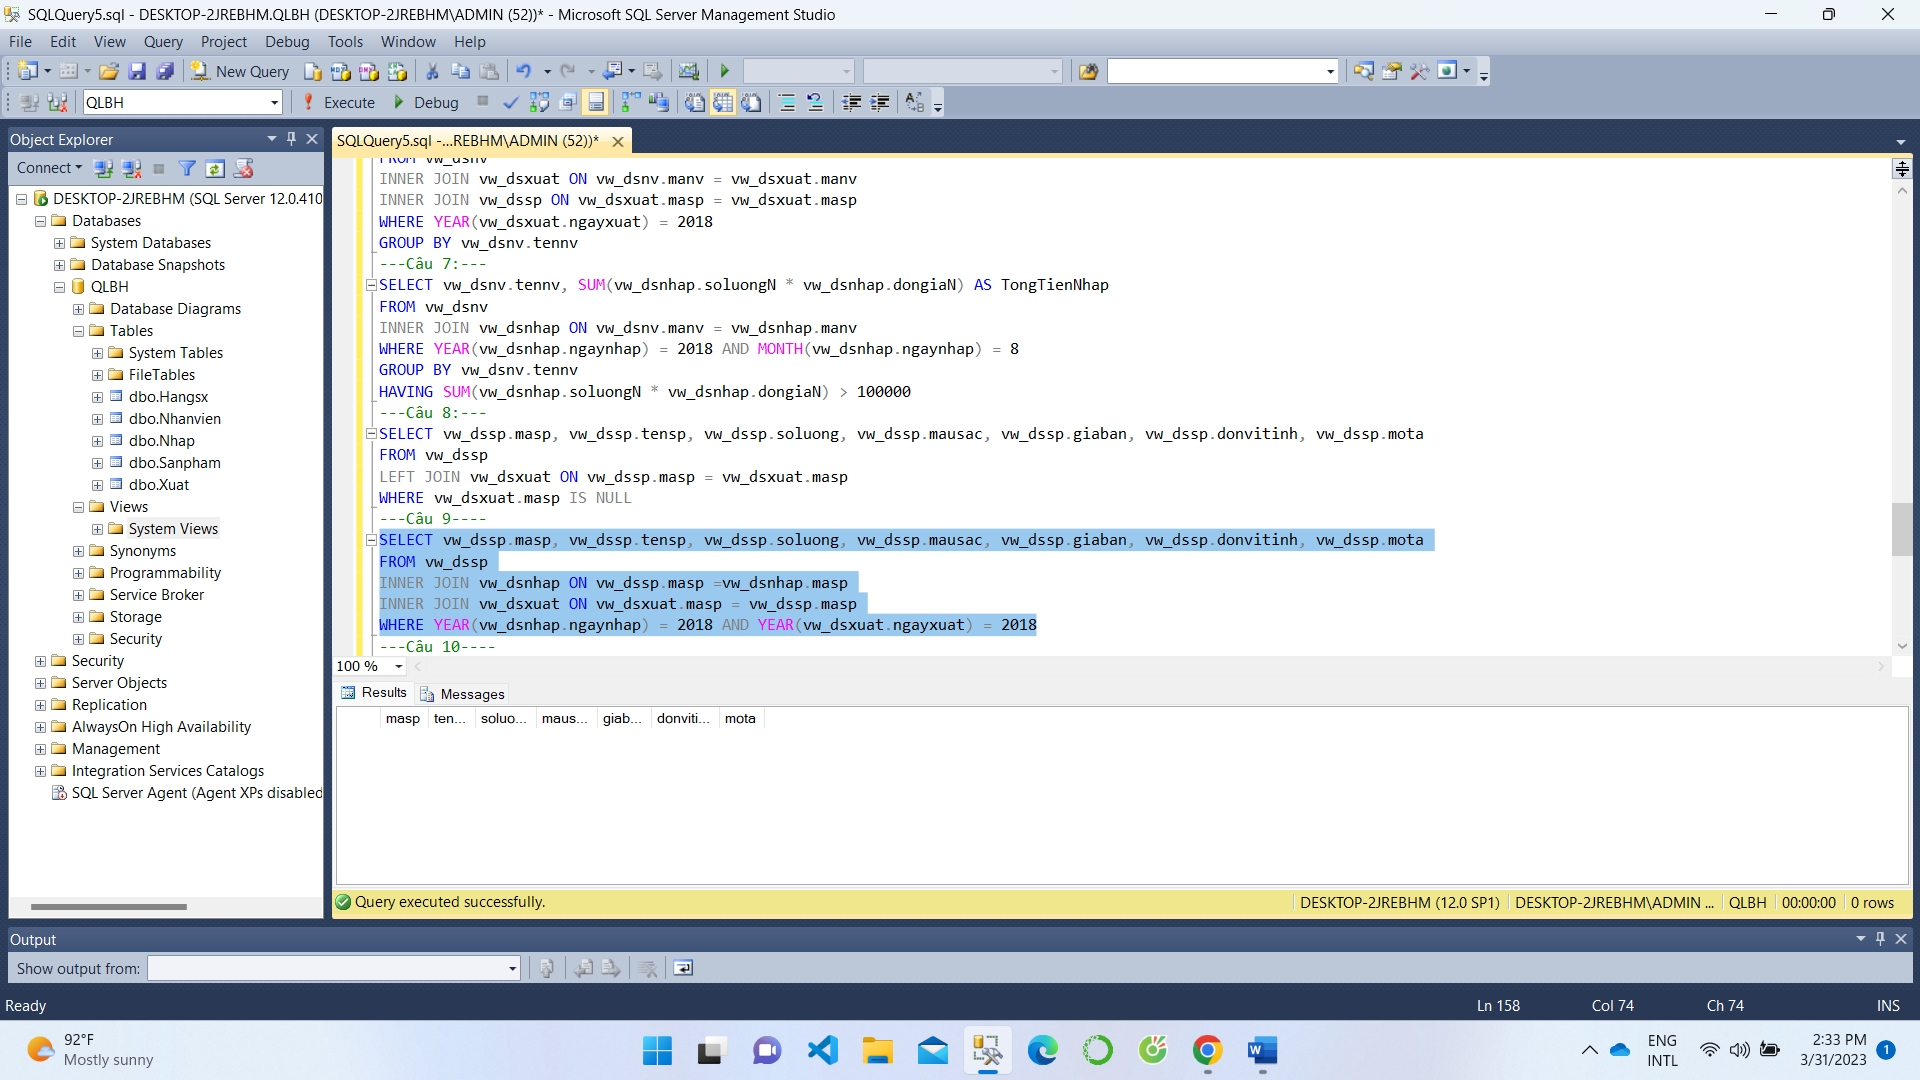 SQLQuery5.sql - DESKTOP-2JREBHM.QLBH (DESKTOP-2JREBHM\ADMIN (52))* - Microsoft SQL Server Management Studio
File Edit View Query Project Debug Tools Window Help
New Query
QLBH Execute Debug
Object Explorer
Connect
DESKTOP-2JREBHM (SQL Server 12.0.410
Databases
System Databases
Database Snapshots
QLBH
Database Diagrams
Tables
System Tables
FileTables
dbo.Hangsx
dbo.Nhanvien
dbo.Nhap
dbo.Sanpham
dbo.Xuat
Views
System Views
Synonyms
Programmability
Service Broker
Storage
Security
Security
Server Objects
Replication
AlwaysOn High Availability
Management
Integration Services Catalogs
SQL Server Agent (Agent XPs disabled
SQLQuery5.sql -...REBHM\ADMIN (52))*
FROM vw_dsnv
INNER JOIN vw_dsxuat ON vw_dsnv.manv = vw_dsxuat.manv
INNER JOIN vw_dssp ON vw_dsxuat.masp = vw_dsxuat.masp
WHERE YEAR(vw_dsxuat.ngayxuat) = 2018
GROUP BY vw_dsnv.tennv
---Câu 7:---
SELECT vw_dsnv.tennv, SUM(vw_dsnhap.soluongN * vw_dsnhap.dongiaN) AS TongTienNhap
FROM vw_dsnv
INNER JOIN vw_dsnhap ON vw_dsnv.manv = vw_dsnhap.manv
WHERE YEAR(vw_dsnhap.ngaynhap) = 2018 AND MONTH(vw_dsnhap.ngaynhap) = 8
GROUP BY vw_dsnv.tennv
HAVING SUM(vw_dsnhap.soluongN * vw_dsnhap.dongiaN) > 100000
---Câu 8:---
SELECT vw_dssp.masp, vw_dssp.tensp, vw_dssp.soluong, vw_dssp.mausac, vw_dssp.giaban, vw_dssp.donvitinh, vw_dssp.mota
FROM vw_dssp
LEFT JOIN vw_dsxuat ON vw_dssp.masp = vw_dsxuat.masp
WHERE vw_dsxuat.masp IS NULL
---Câu 9----
SELECT vw_dssp.masp, vw_dssp.tensp, vw_dssp.soluong, vw_dssp.mausac, vw_dssp.giaban, vw_dssp.donvitinh, vw_dssp.mota
FROM vw_dssp
INNER JOIN vw_dsnhap ON vw_dssp.masp =vw_dsnhap.masp
INNER JOIN vw_dsxuat ON vw_dsxuat.masp = vw_dssp.masp
WHERE YEAR(vw_dsnhap.ngaynhap) = 2018 AND YEAR(vw_dsxuat.ngayxuat) = 2018
---Câu 10----
100 %
Results Messages
masp ten... soluo... maus... giab... donviti... mota
Query executed successfully. DESKTOP-2JREBHM (12.0 SP1) DESKTOP-2JREBHM\ADMIN ... QLBH 00:00:00 0 rows
Output
Show output from:
Ready Ln 158 Col 74 Ch 74 INS
92°F
Mostly sunny
ENG
INTL
2:33 PM
3/31/2023
1